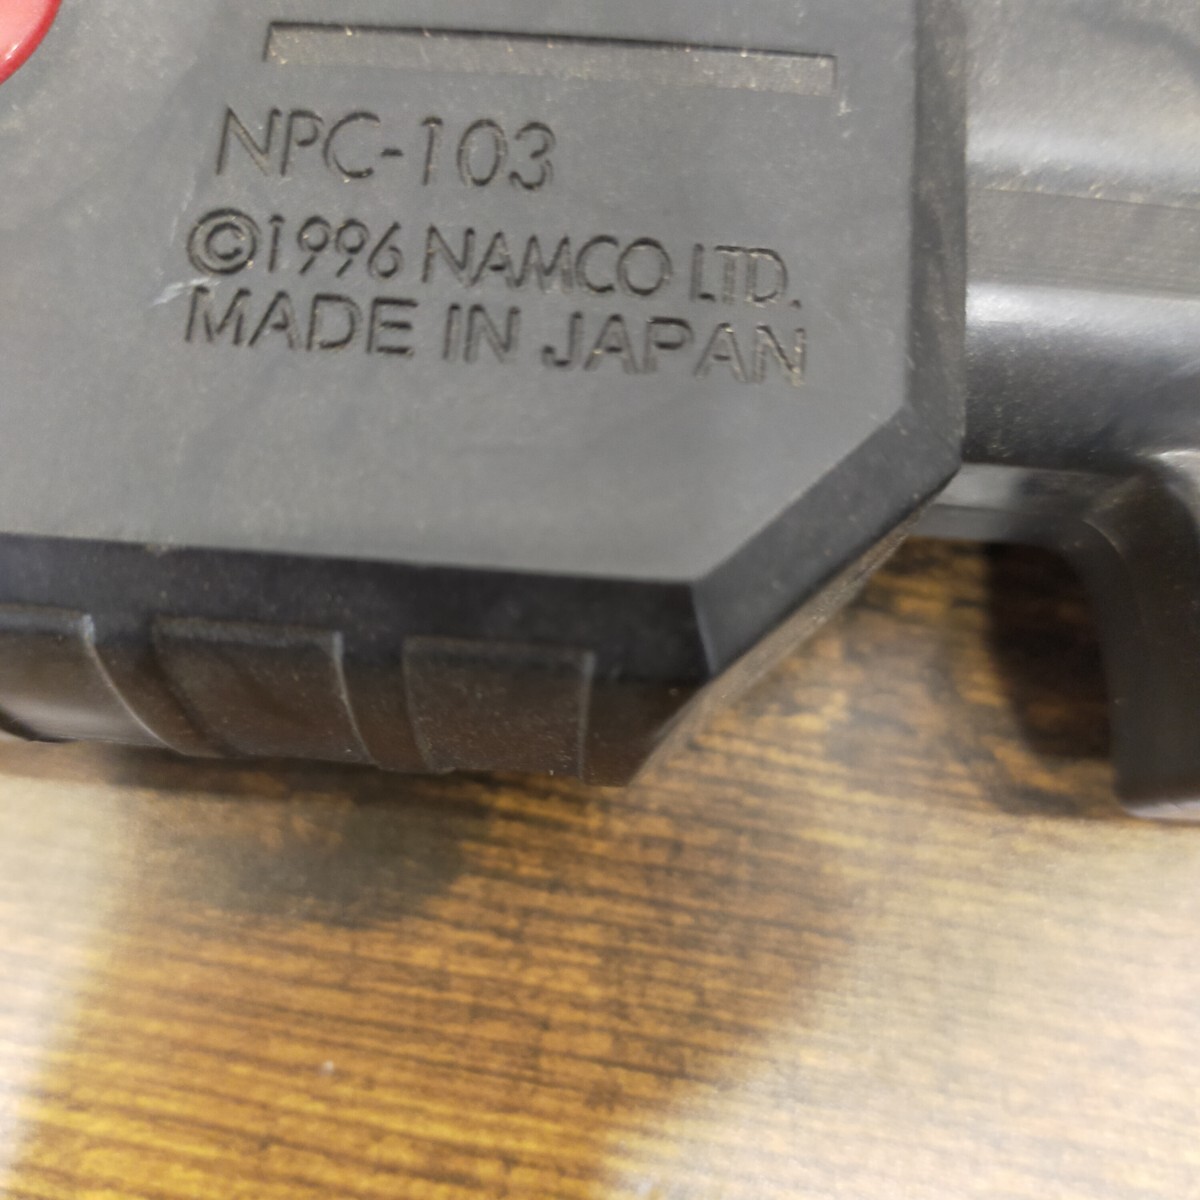 NPC-103
©1996 NAMCO LTD.
MADE IN JAPAN